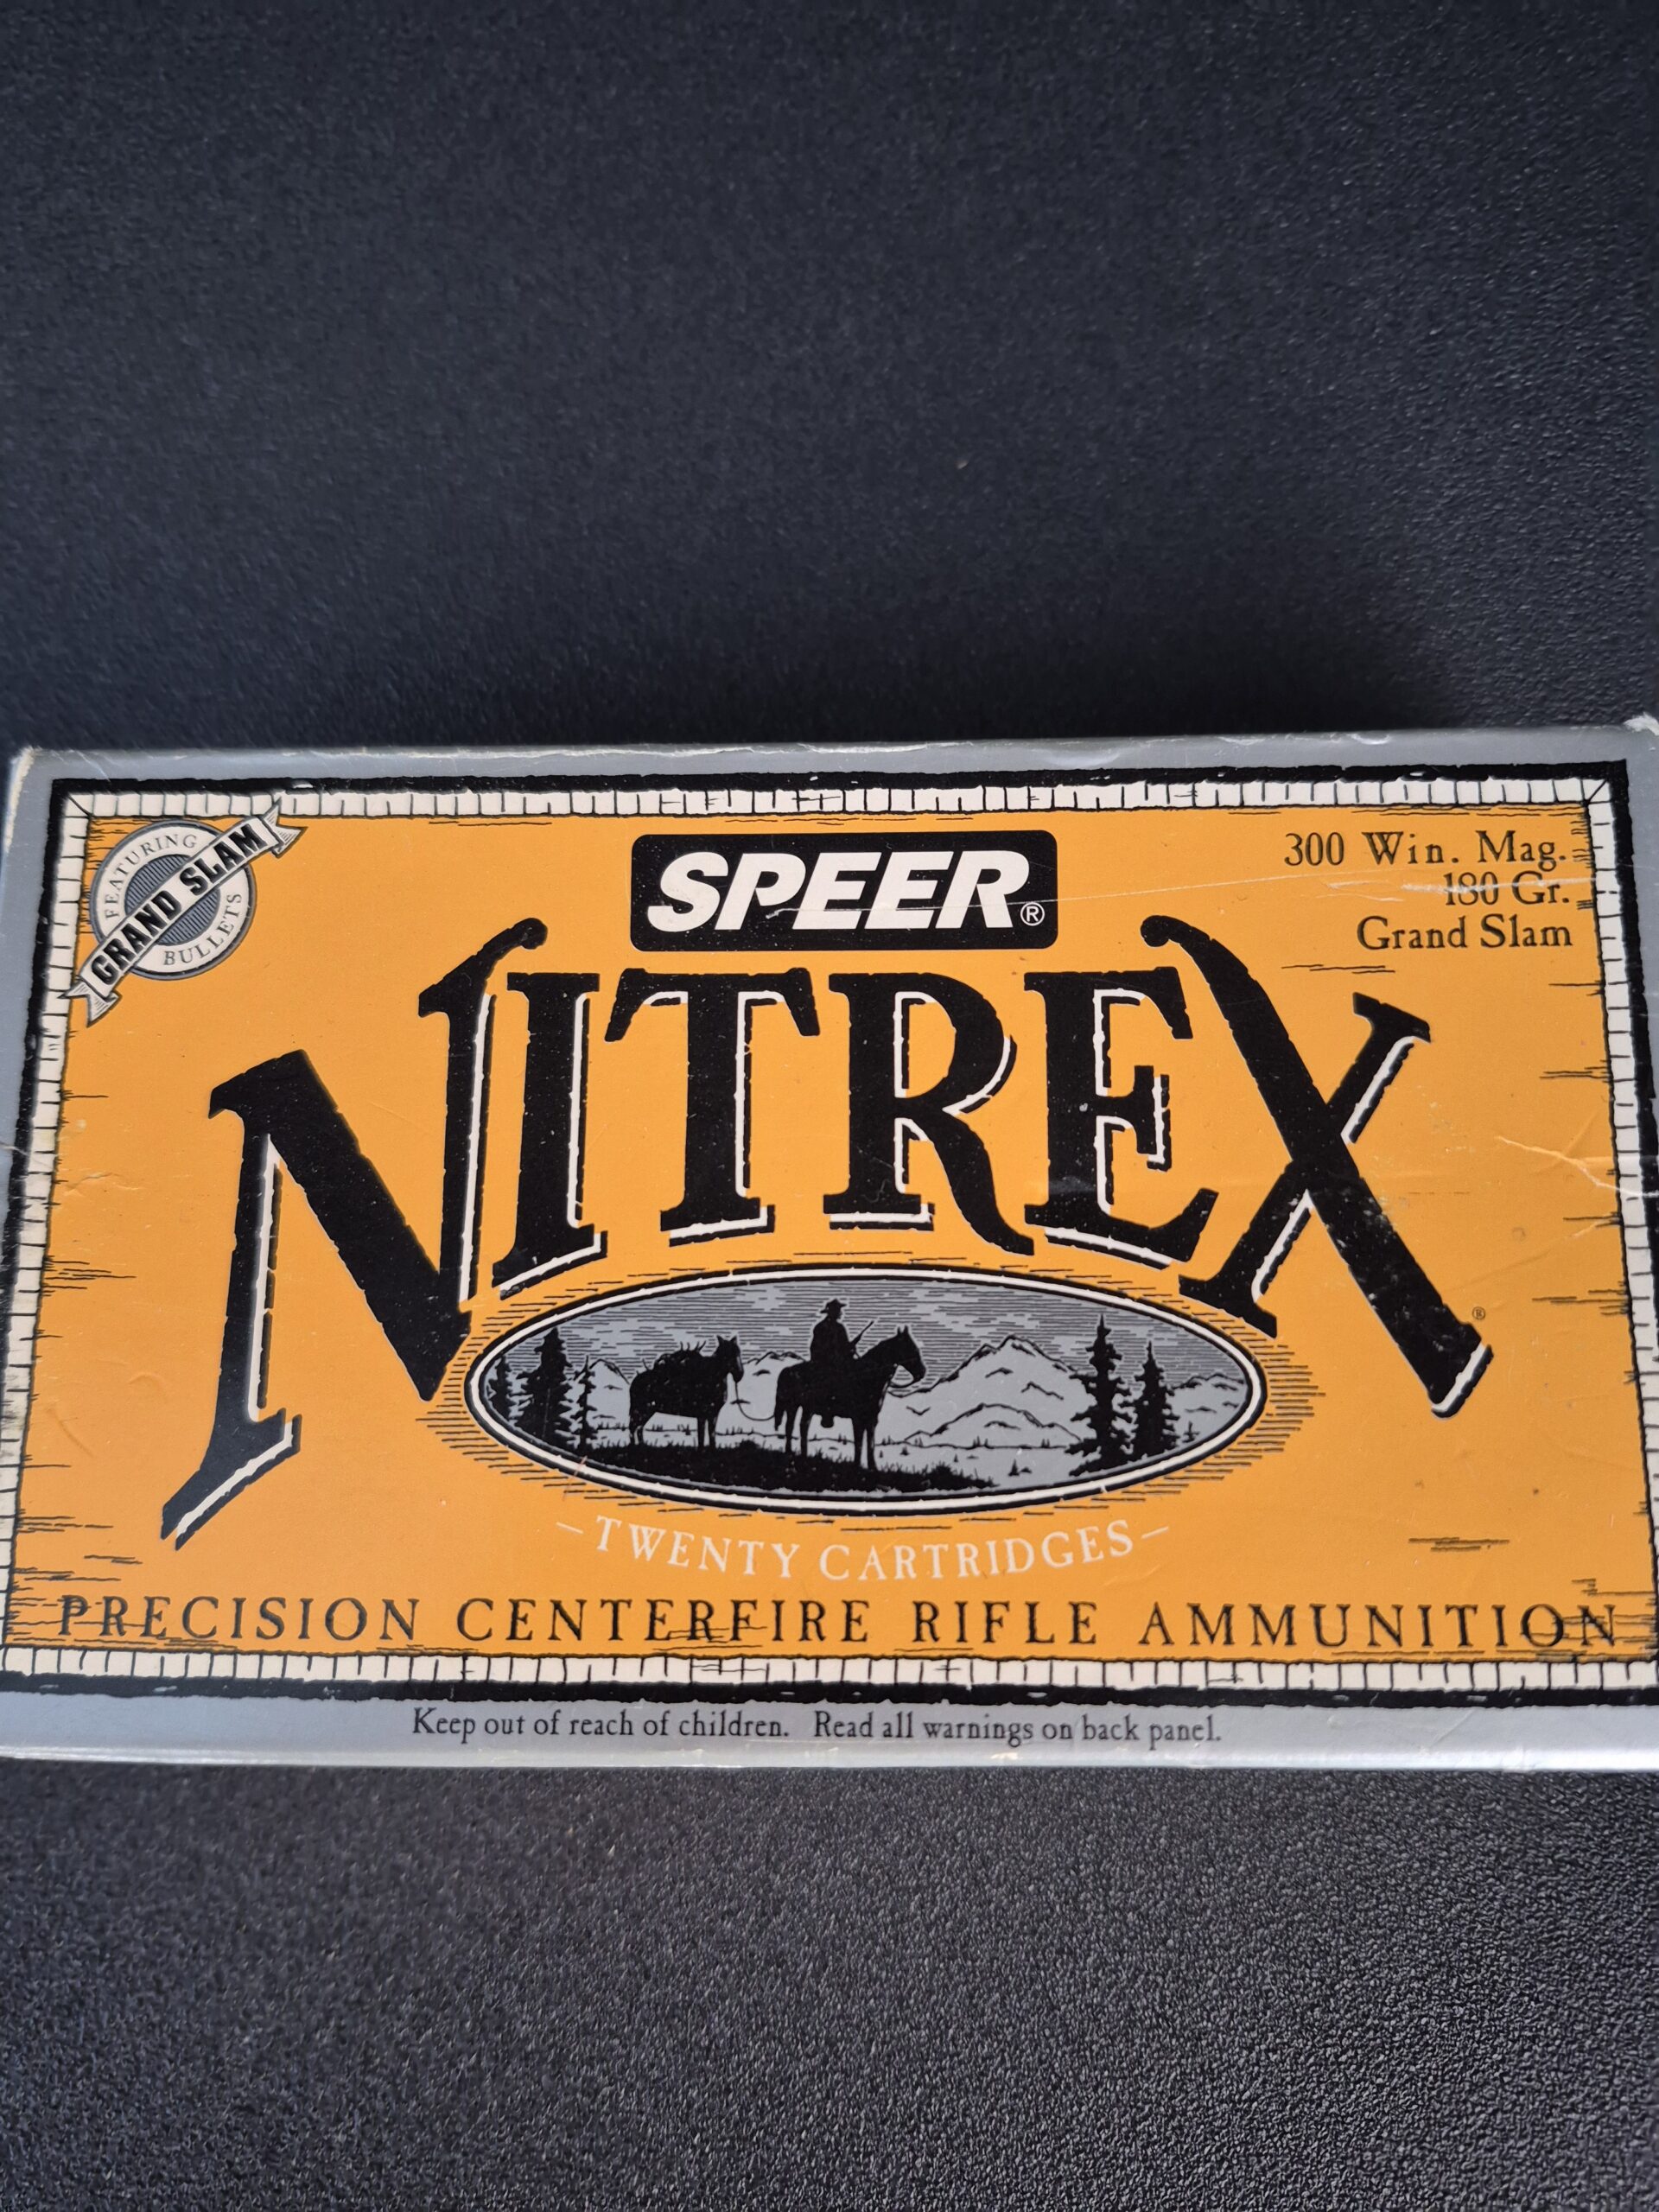 FEATURING
GRAND SLAM
BULLETS
SPEER®
300 Win. Mag.
180 Gr.
Grand Slam
NITREX®
-TWENTY CARTRIDGES-
PRECISION CENTERFIRE RIFLE AMMUNITION
Keep out of reach of children. Read all warnings on back panel.